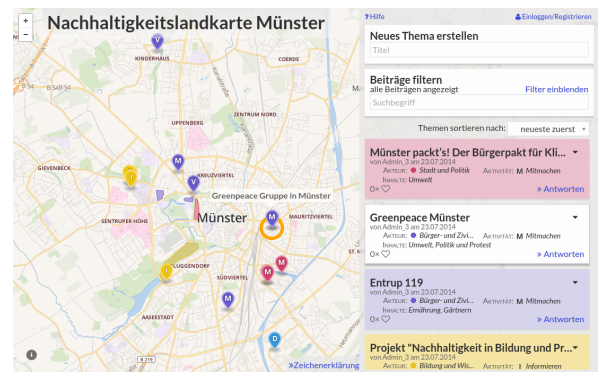 Nachhaltigkeitslandkarte Münster
+
−
KINDERHAUS
COERDE
B54
B54
UPPENBERG
ZENTRUM NORD
GIEVENBECK
KREUZVIERTEL
Greenpeace Gruppe in Münster
SENTRUPER HÖHE
Münster
MAURITZVIERTEL
PLUGGENDORF
SÜDVIERTEL
AASEESTADT
B 219
V
M
V
I
M
I
M
M
M
D
i
»Zeichenerklärung
? Hilfe
Einloggen/Registrieren
Neues Thema erstellen
Titel
Beiträge filtern
alle Beiträgen angezeigt
Filter einblenden
Suchbegriff
Themen sortieren nach:
neueste zuerst
Münster packt's! Der Bürgerpakt für Kli...
von Admin_3 am 23.07.2014
AKTEUR: Stadt und Politik AKTIVITÄT: M Mitmachen
INHALTE: Umwelt
0×
» Antworten
Greenpeace Münster
von Admin_3 am 23.07.2014
AKTEUR: Bürger- und Zivi... AKTIVITÄT: M Mitmachen
INHALTE: Umwelt, Politik und Protest
0×
» Antworten
Entrup 119
von Admin_3 am 23.07.2014
AKTEUR: Bürger- und Zivi... AKTIVITÄT: M Mitmachen
INHALTE: Ernährung, Gärtnern
0×
» Antworten
Projekt "Nachhaltigkeit in Bildung und Pr...
von Admin_3 am 23.07.2014
AKTEUR: Bildung und Wis... AKTIVITÄT: I Informieren